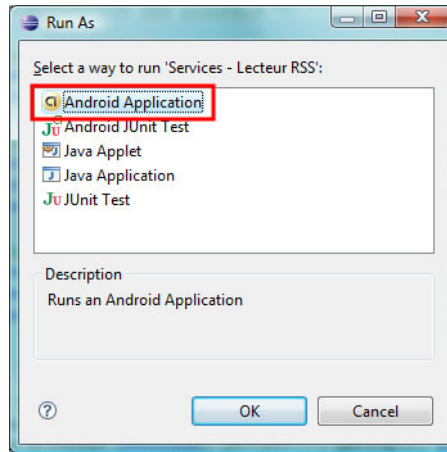 Run As
Select a way to run 'Services - Lecteur RSS':
Android Application
Android JUnit Test
Java Applet
Java Application
JUnit Test
Description
Runs an Android Application
OK
Cancel